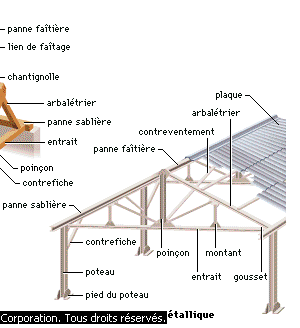 panne faîtière
lien de faîtage
chantignolle
arbalétrier
panne sablière
entrait
poinçon
contrefiche
plaque
arbalétrier
contreventement
panne faîtière
panne sablière
contrefiche
poinçon
montant
entrait
gousset
poteau
pied du poteau
Corporation. Tous droits réservés.
étallique